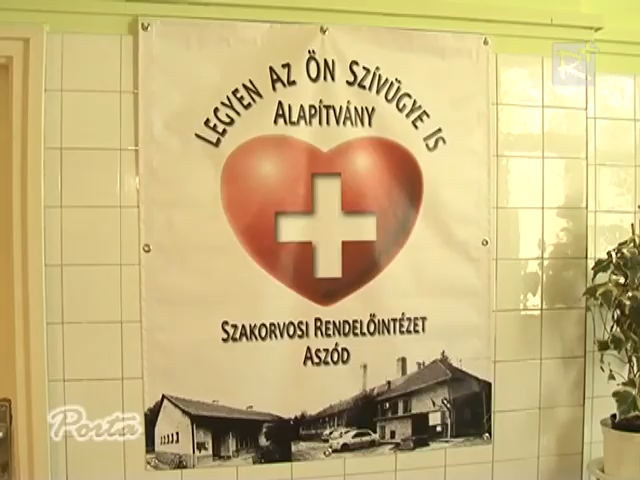 LEGYEN AZ ÖN SZÍVÜGYE IS
ALAPÍTVÁNY
SZAKORVOSI RENDELŐINTÉZET
ASZÓD
Porta